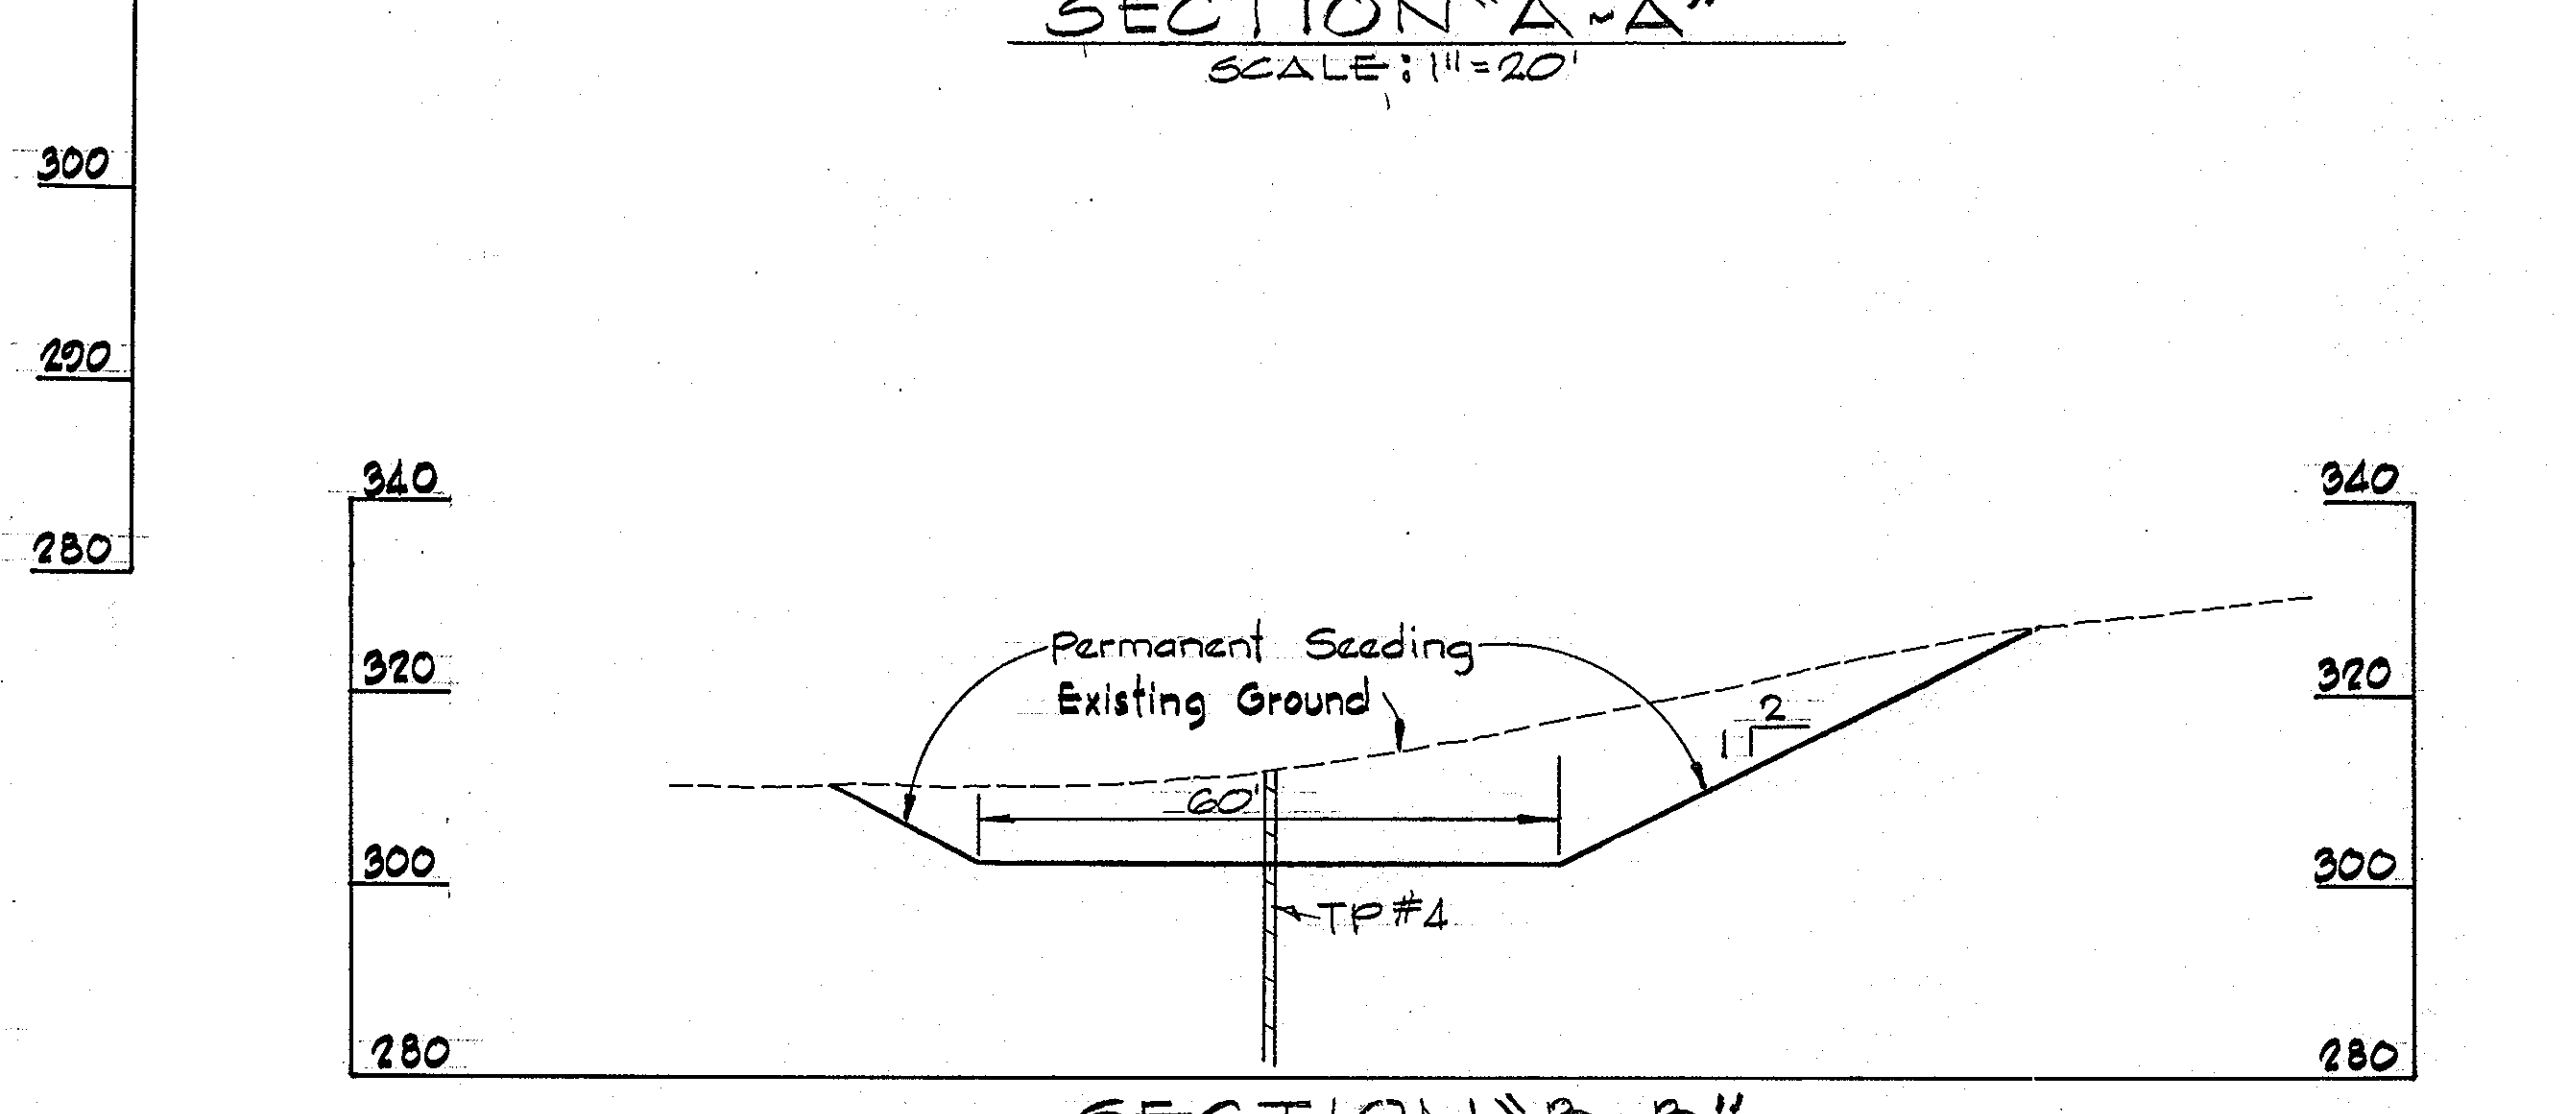 SECTION "A-A"
SCALE: 1" = 20'
300
290
280
340
340
320
Permanent Seeding
320
Existing Ground
2
1
60'
300
300
TP #4
280
280
SECTION "B-B"